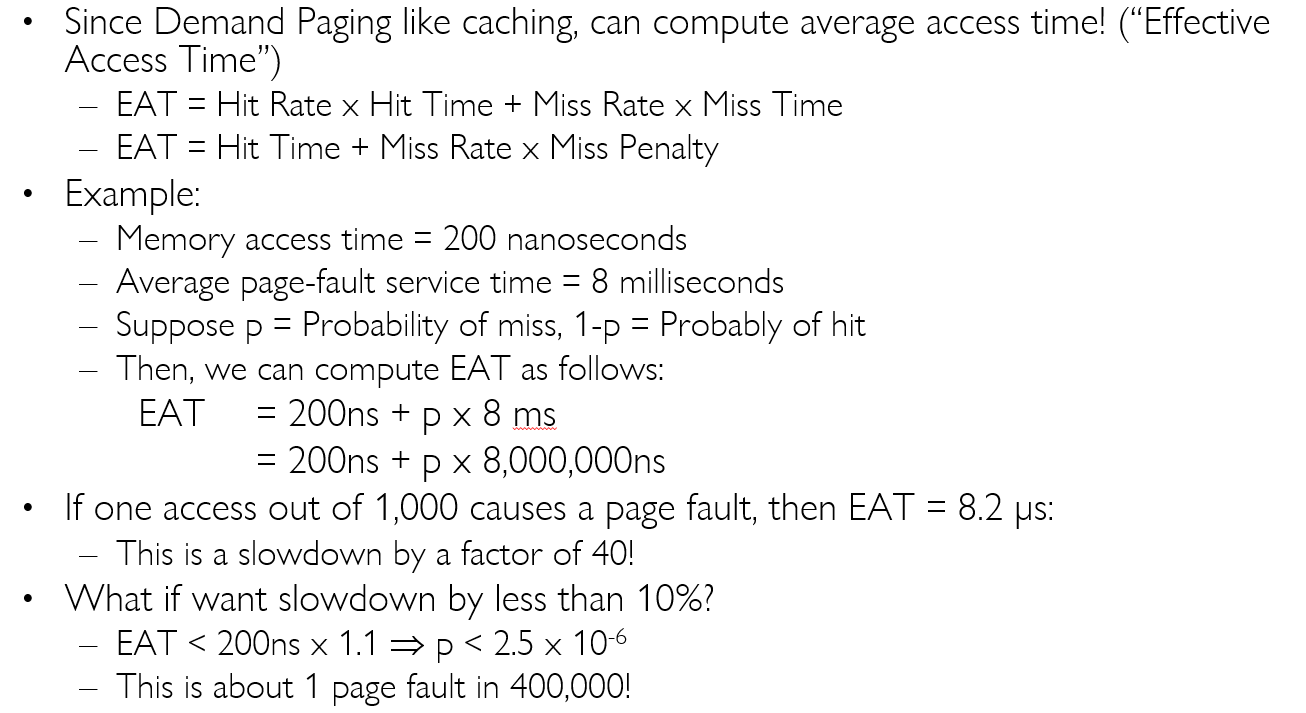 • Since Demand Paging like caching, can compute average access time! (“Effective
Access Time”)
– EAT = Hit Rate x Hit Time + Miss Rate x Miss Time
– EAT = Hit Time + Miss Rate x Miss Penalty
• Example:
– Memory access time = 200 nanoseconds
– Average page-fault service time = 8 milliseconds
– Suppose p = Probability of miss, 1-p = Probably of hit
– Then, we can compute EAT as follows:
EAT = 200ns + p x 8 ms
= 200ns + p x 8,000,000ns
• If one access out of 1,000 causes a page fault, then EAT = 8.2 μs:
– This is a slowdown by a factor of 40!
• What if want slowdown by less than 10%?
– EAT < 200ns x 1.1 ⇒ p < 2.5 x 10⁻⁶
– This is about 1 page fault in 400,000!